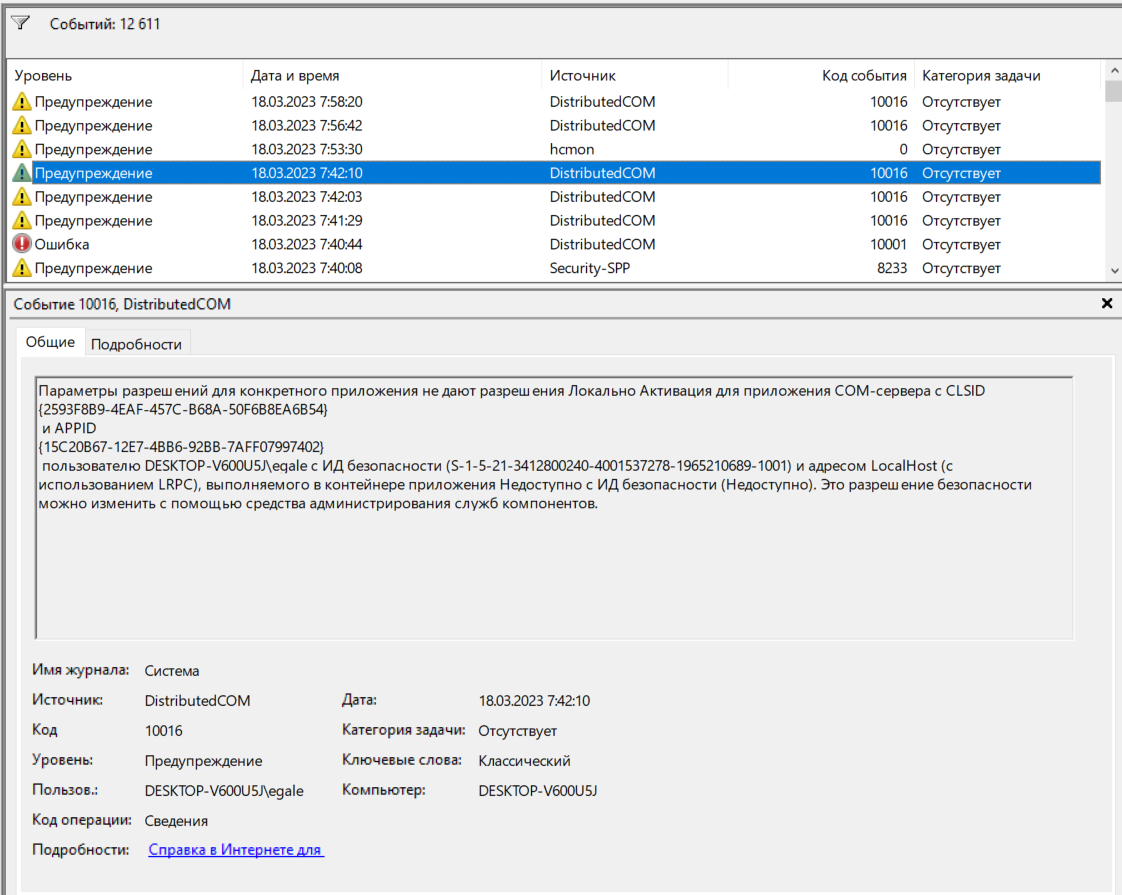 Событий: 12 611
Уровень Дата и время Источник Код события Категория задачи
Предупреждение 18.03.2023 7:58:20 DistributedCOM 10016 Отсутствует
Предупреждение 18.03.2023 7:56:42 DistributedCOM 10016 Отсутствует
Предупреждение 18.03.2023 7:53:30 hcmon 0 Отсутствует
Предупреждение 18.03.2023 7:42:10 DistributedCOM 10016 Отсутствует
Предупреждение 18.03.2023 7:42:03 DistributedCOM 10016 Отсутствует
Предупреждение 18.03.2023 7:41:29 DistributedCOM 10016 Отсутствует
Ошибка 18.03.2023 7:40:44 DistributedCOM 10001 Отсутствует
Предупреждение 18.03.2023 7:40:08 Security-SPP 8233 Отсутствует
Событие 10016, DistributedCOM
Общие Подробности
Параметры разрешений для конкретного приложения не дают разрешения Локально Активация для приложения COM-сервера с CLSID
{2593F8B9-4EAF-457C-B68A-50F6B8EA6B54}
и APPID
{15C20B67-12E7-4BB6-92BB-7AFF07997402}
пользователю DESKTOP-V600U5J\egale с ИД безопасности (S-1-5-21-3412800240-4001537278-1965210689-1001) и адресом LocalHost (с
использованием LRPC), выполняемого в контейнере приложения Недоступно с ИД безопасности (Недоступно). Это разрешение безопасности
можно изменить с помощью средства администрирования служб компонентов.
Имя журнала: Система
Источник: DistributedCOM Дата: 18.03.2023 7:42:10
Код 10016 Категория задачи: Отсутствует
Уровень: Предупреждение Ключевые слова: Классический
Пользов.: DESKTOP-V600U5J\egale Компьютер: DESKTOP-V600U5J
Код операции: Сведения
Подробности: Справка в Интернете для